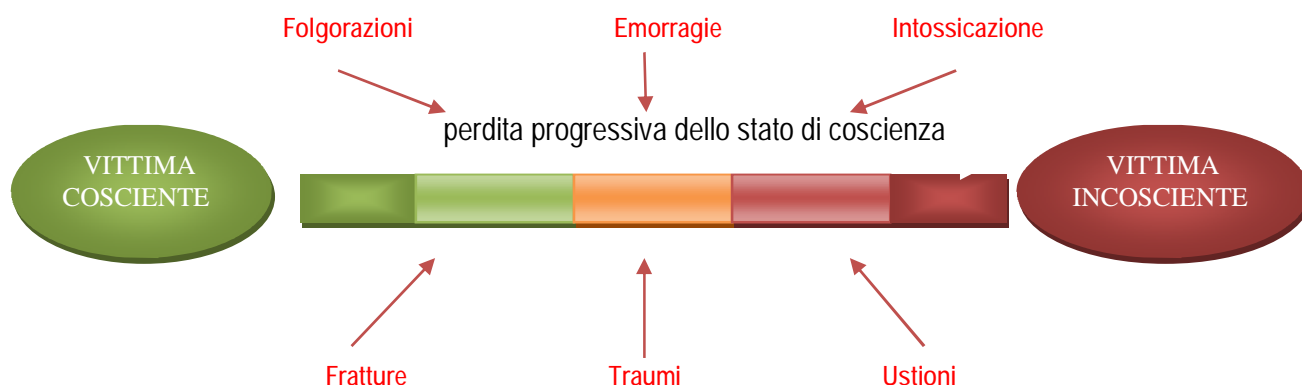 Folgorazioni
Emorragie
Intossicazione
perdita progressiva dello stato di coscienza
VITTIMA
COSCIENTE
VITTIMA
INCOSCIENTE
Fratture
Traumi
Ustioni